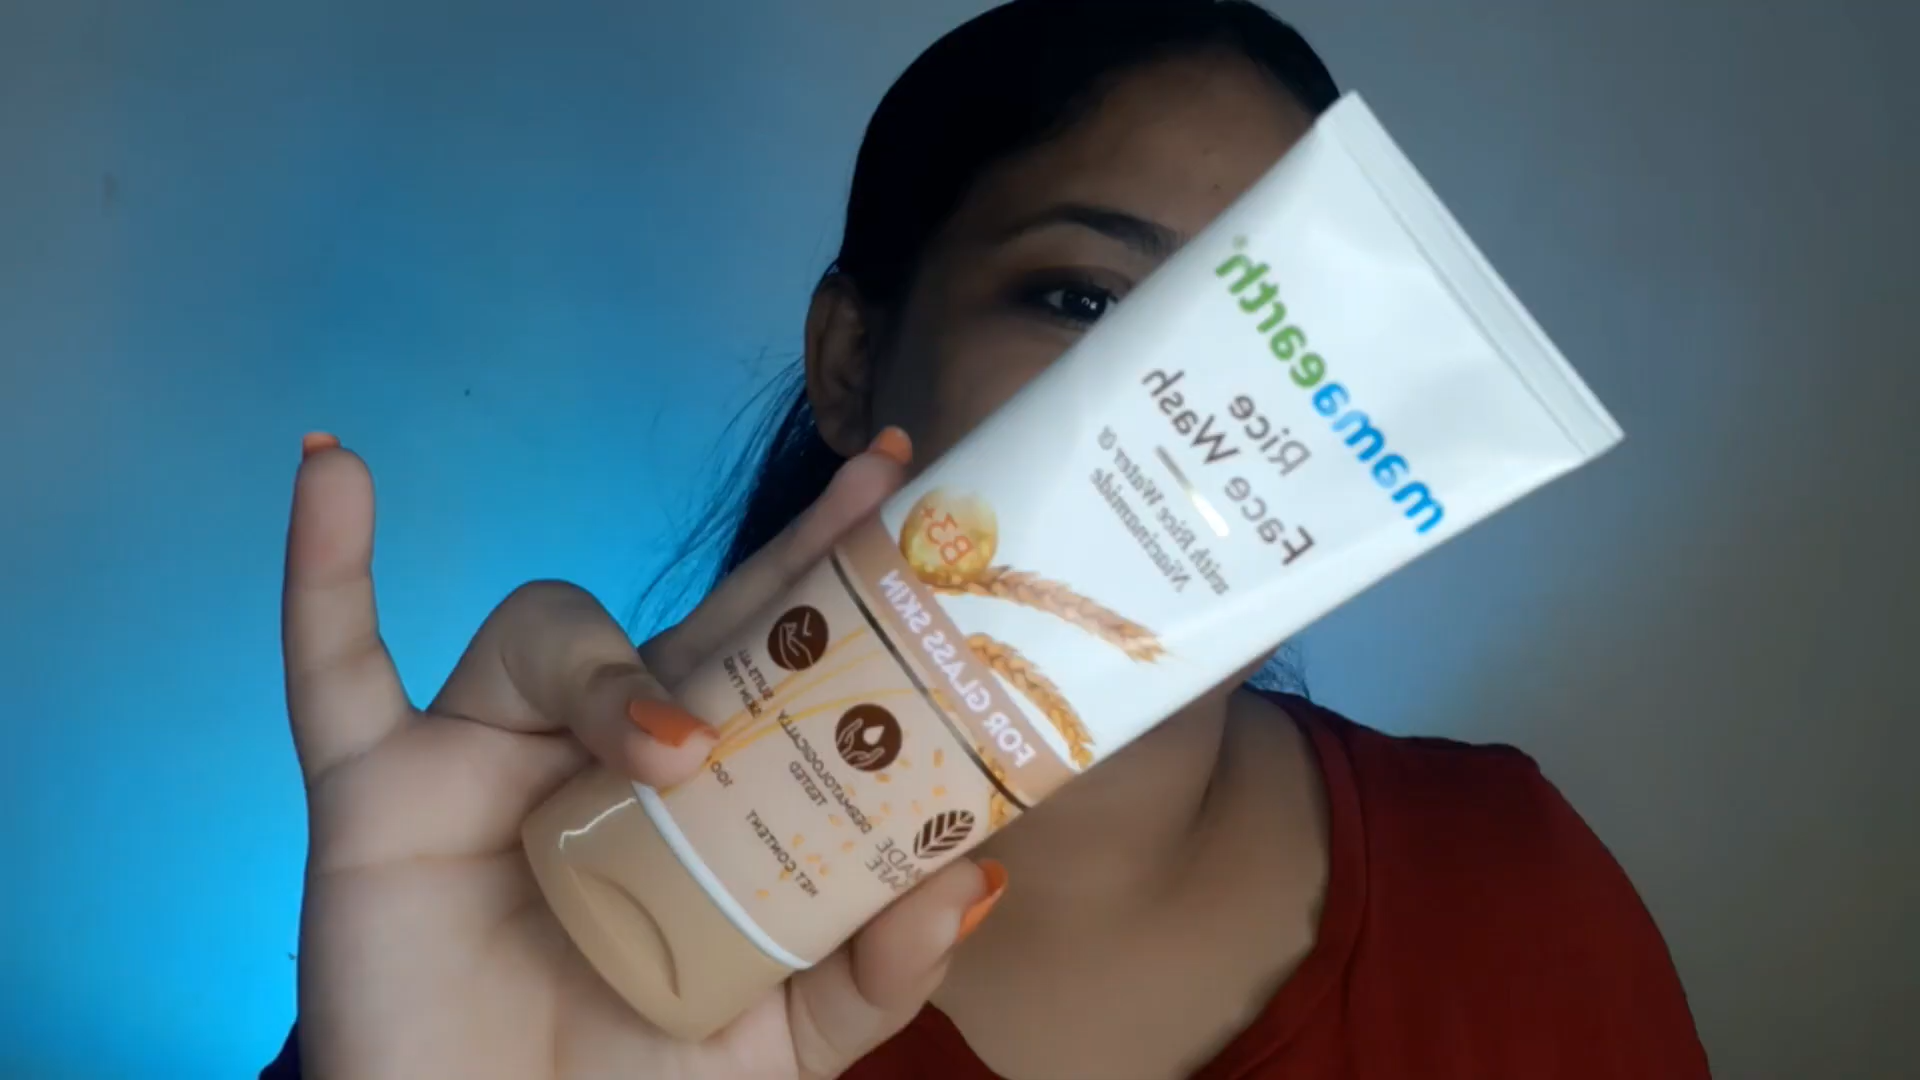 mamaearth
Rice
Face Wash
with Rice Water &
Niacinamide
B3+
FOR GLASS SKIN
MADE
SAFE
DERMATOLOGICALLY
TESTED
SUITS ALL
SKIN TYPES
NET CONTENT
100